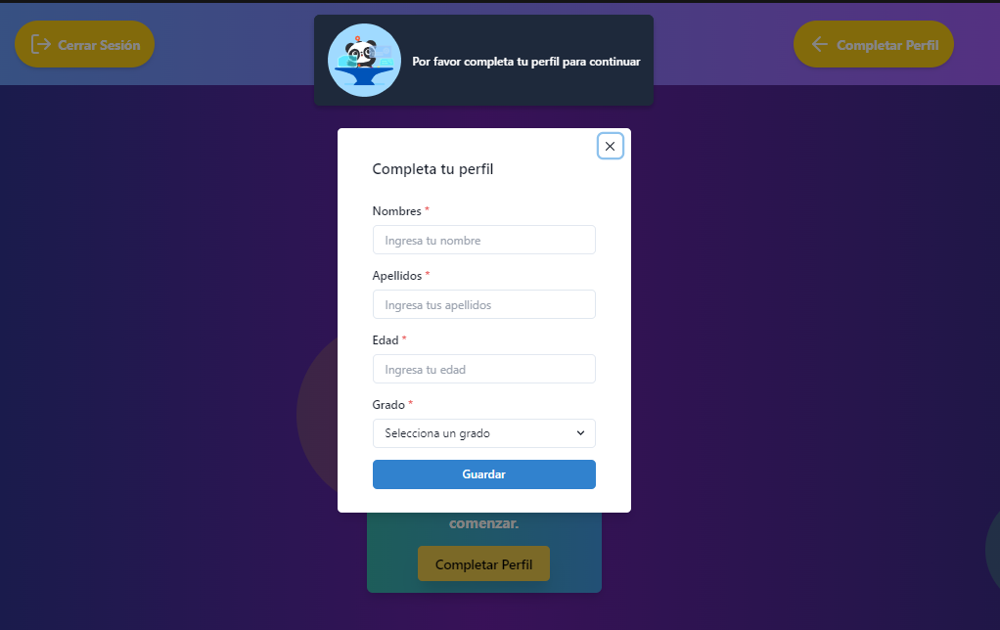 Cerrar Sesión
Por favor completa tu perfil para continuar
Completar Perfil
Completa tu perfil
Nombres *
Ingresa tu nombre
Apellidos *
Ingresa tus apellidos
Edad *
Ingresa tu edad
Grado *
Selecciona un grado
Guardar
comenzar.
Completar Perfil